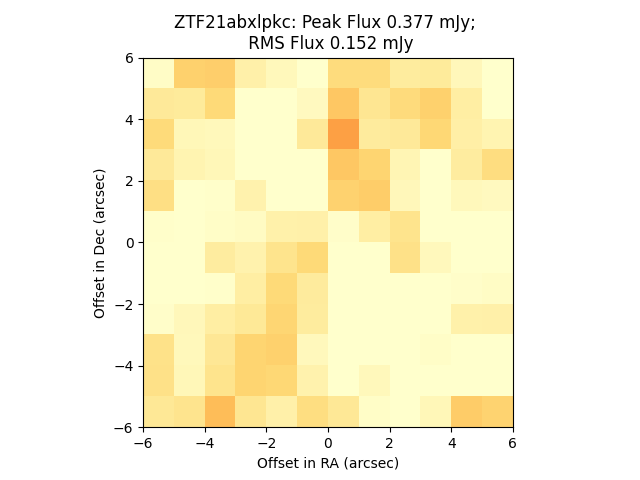 ZTF21abxlpkc: Peak Flux 0.377 mJy;
RMS Flux 0.152 mJy
6
4
2
0
−2
−4
−6
Offset in Dec (arcsec)
−6 −4 −2 0 2 4 6
Offset in RA (arcsec)